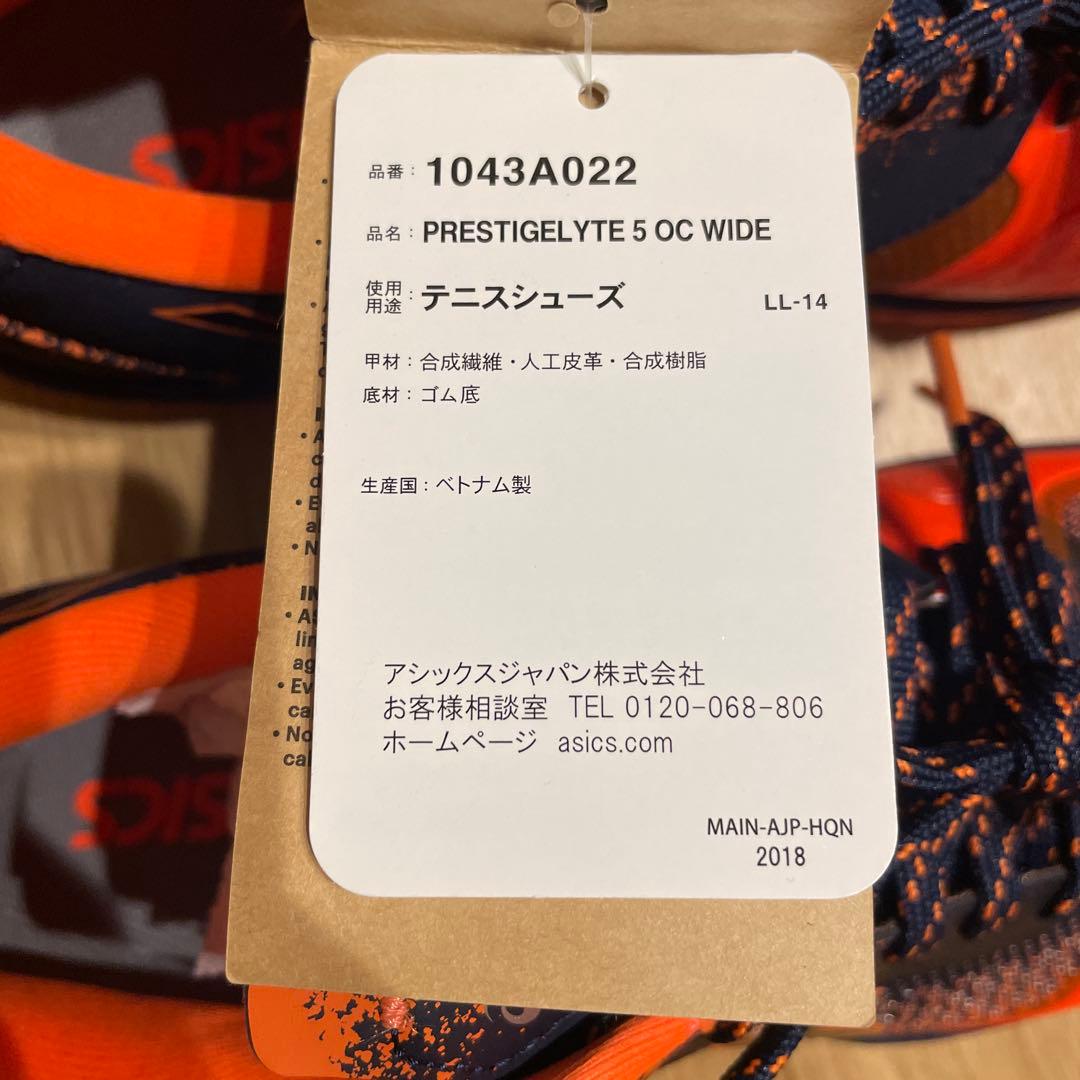 品番: 1043A022
品名: PRESTIGELYTE 5 OC WIDE
使用用途: テニスシューズ LL-14
甲材: 合成繊維・人工皮革・合成樹脂
底材: ゴム底
生産国: ベトナム製
アシックスジャパン株式会社
お客様相談室 TEL 0120-068-806
ホームページ asics.com
MAIN-AJP-HQN
2018
asics